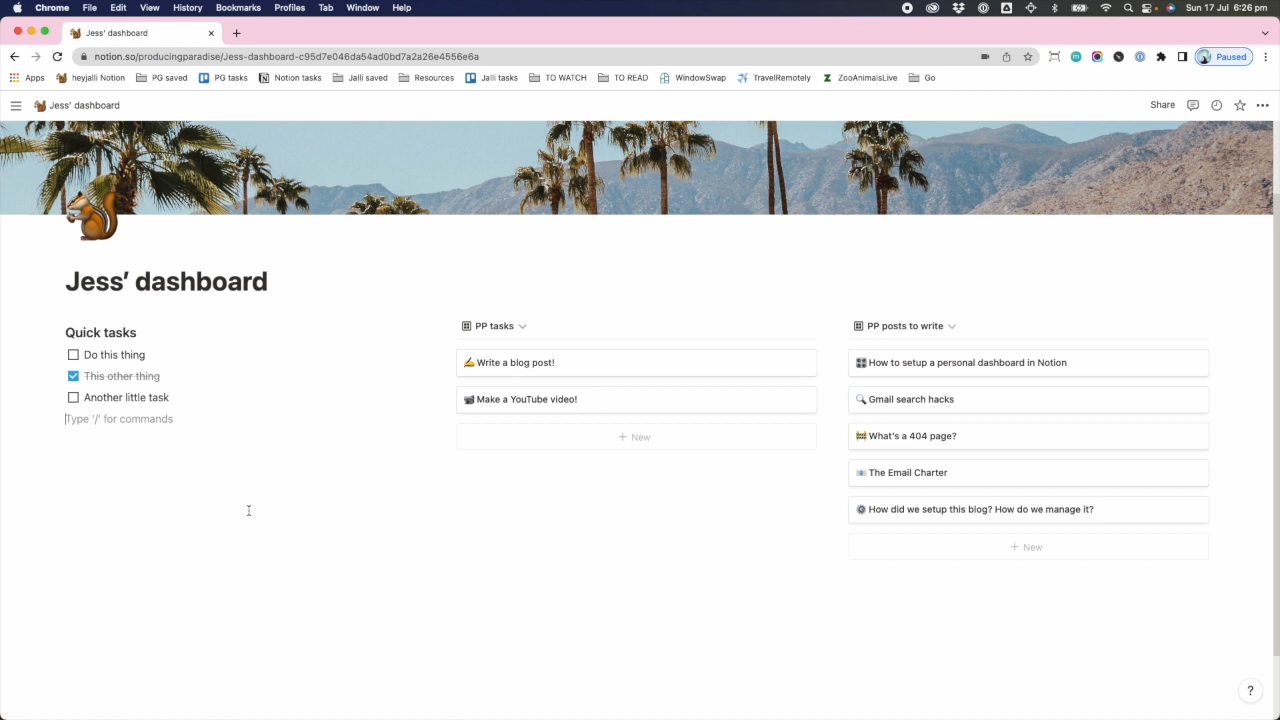 Chrome File Edit View History Bookmarks Profiles Tab Window Help Sun 17 Jul 6:26 pm
Jess' dashboard
notion.so/producingparadise/Jess-dashboard-c95d7e046da54ad0bd7a2a26e4556e6a Paused
Apps heyjalli Notion PG saved PG tasks Notion tasks Jalli saved Resources Jalli tasks TO WATCH TO READ WindowSwap TravelRemotely ZooAnimalsLive Go
Jess' dashboard Share
Jess' dashboard
Quick tasks
Do this thing
This other thing
Another little task
Type '/' for commands
PP tasks
Write a blog post!
Make a YouTube video!
+ New
PP posts to write
How to setup a personal dashboard in Notion
Gmail search hacks
What's a 404 page?
The Email Charter
How did we setup this blog? How do we manage it?
+ New
?